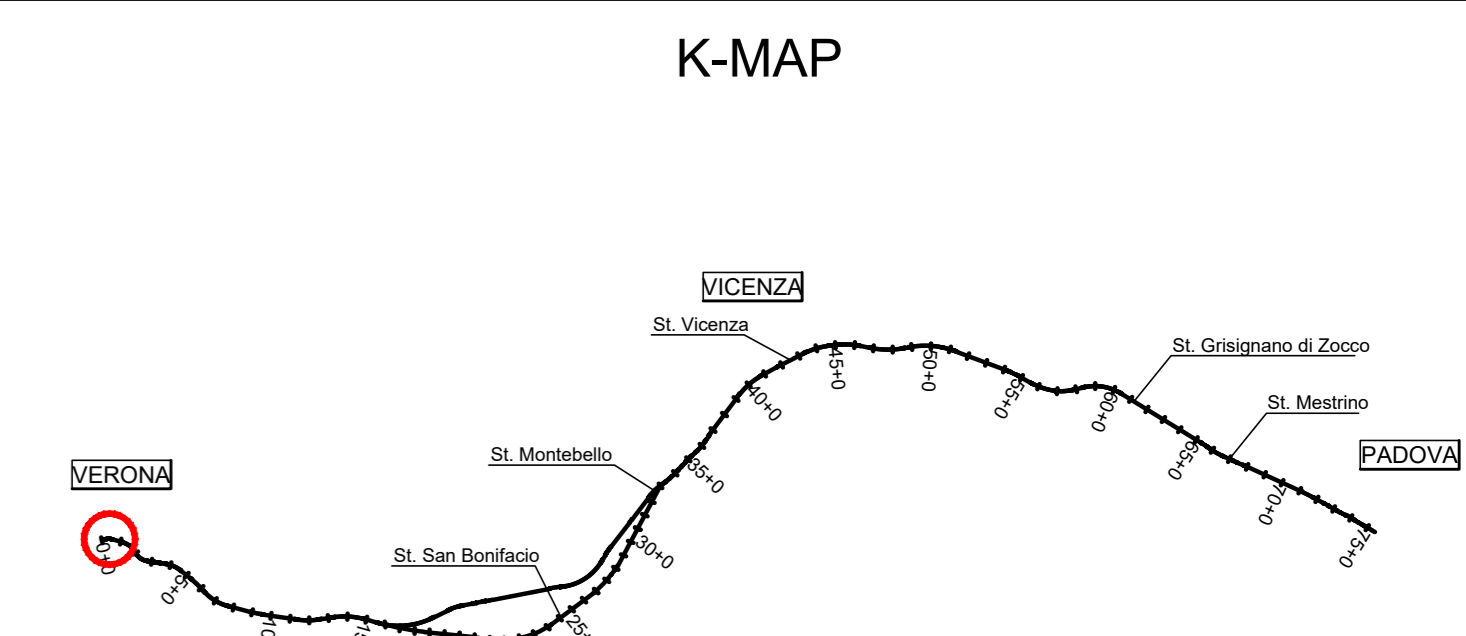 K-MAP
VICENZA
St. Vicenza
St. Grisignano di Zocco
St. Mestrino
PADOVA
VERONA
St. Montebello
St. San Bonifacio
0+0
5+0
30+0
35+0
40+0
45+0
50+0
55+0
60+0
65+0
70+0
75+0